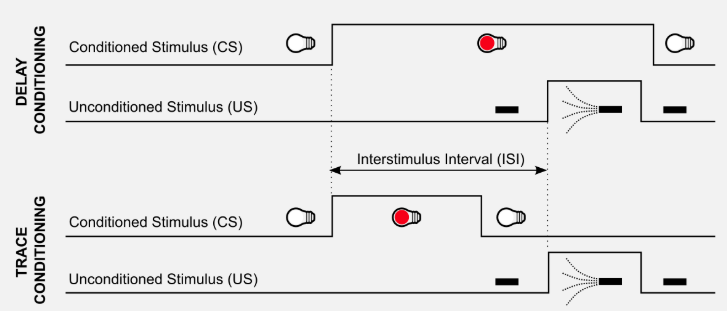 DELAY
CONDITIONING
Conditioned Stimulus (CS)
Unconditioned Stimulus (US)
Interstimulus Interval (ISI)
TRACE
CONDITIONING
Conditioned Stimulus (CS)
Unconditioned Stimulus (US)